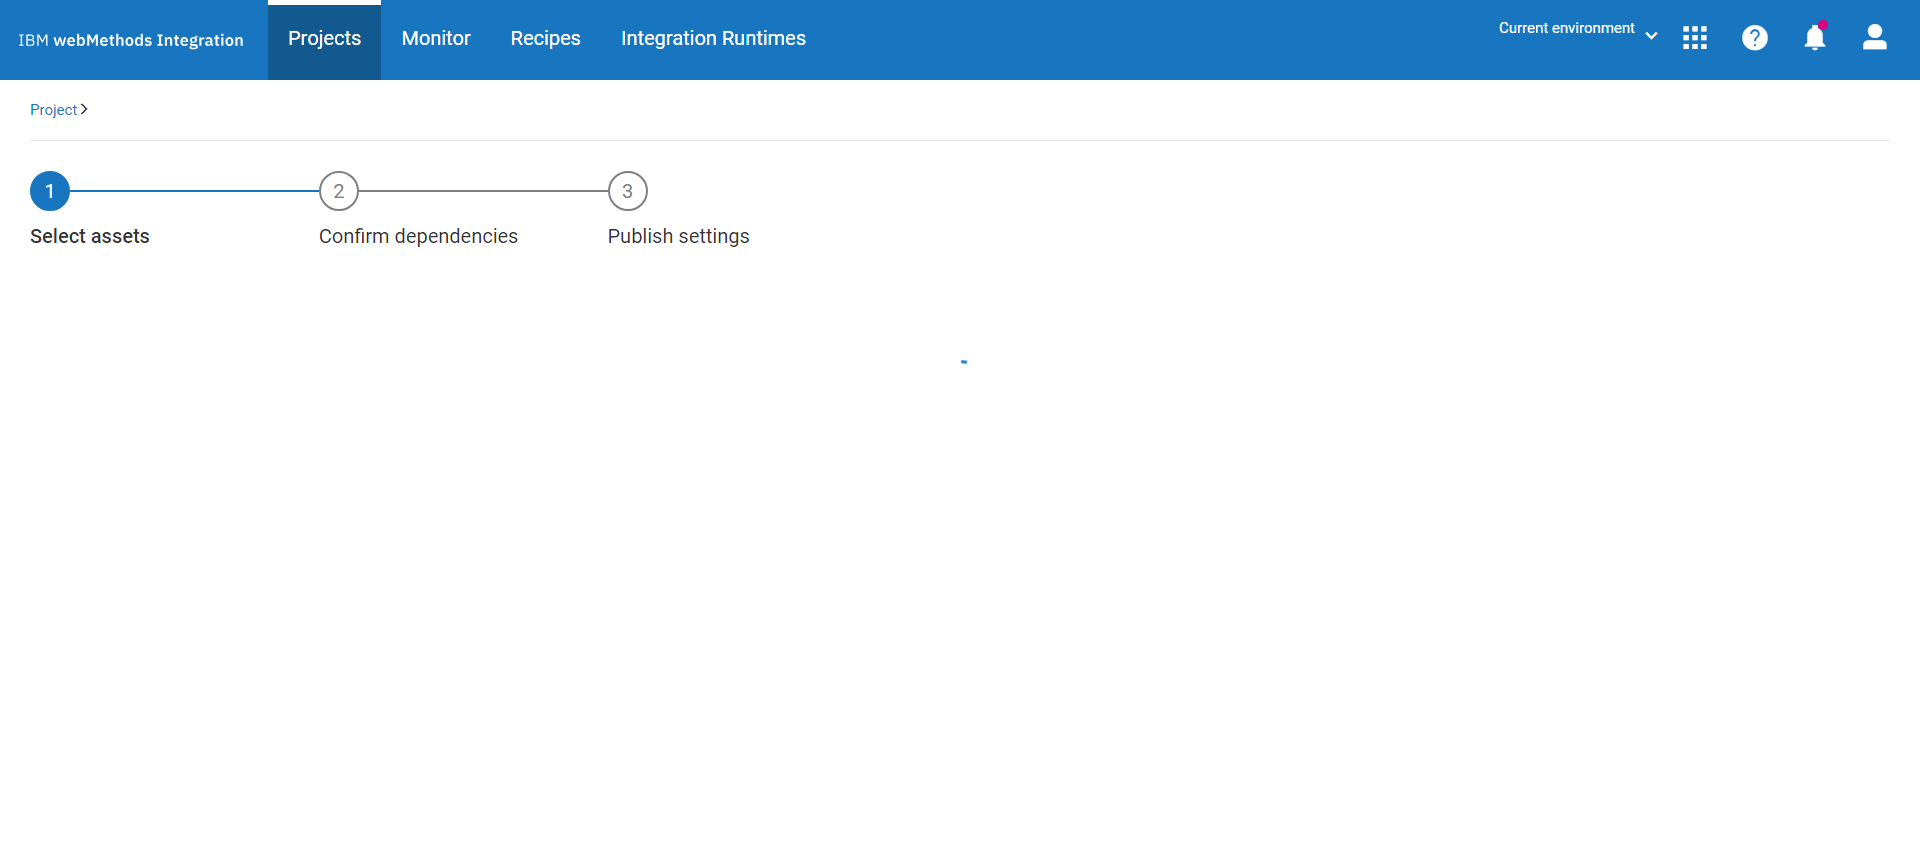 IBM webMethods Integration
Projects
Monitor
Recipes
Integration Runtimes
Current environment
?
Project
1
2
3
Select assets
Confirm dependencies
Publish settings